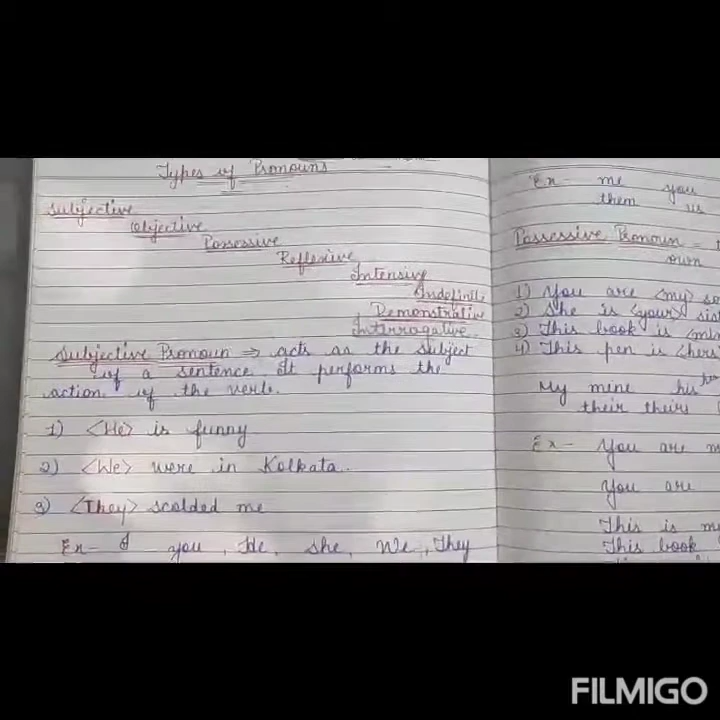 Types of Pronouns
Subjective
Objective
Possessive
Reflexive
Intensive
Indefinite
Demonstrative
Interrogative
Subjective Pronoun ⇒ acts as the subject
of a sentence It performs the
action of the verb.
1) <He> is funny
2) <We> were in Kolkata.
3) <They> scolded me
Ex- I you, He, she, We, They
Ex- me you
them us
Possessive Pronoun =
own
1) You are <my>
2) She is <your>
3) This book is
4) This pen is <hers
My mine his
their theirs
Ex- You are
You are
This is
This book
FILMIGO